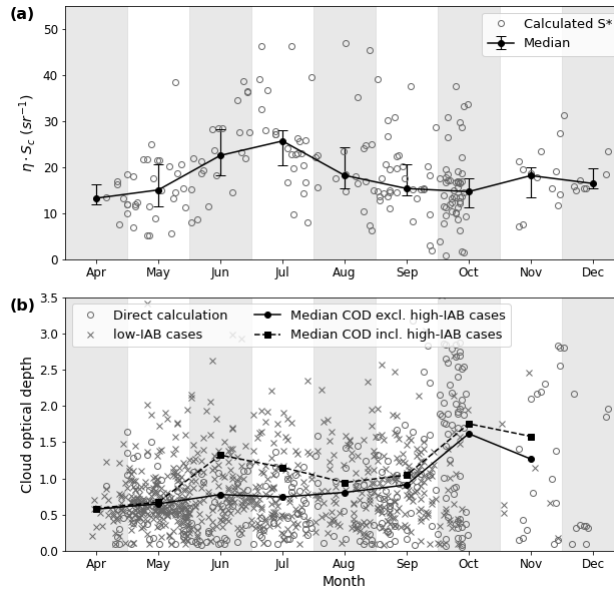 (a)
50
40
30
20
10
0
η · S_c (sr⁻¹)
Calculated S*
Median
Apr May Jun Jul Aug Sep Oct Nov Dec
(b)
3.5
3.0
2.5
2.0
1.5
1.0
0.5
0.0
Cloud optical depth
Direct calculation
low-IAB cases
Median COD excl. high-IAB cases
Median COD incl. high-IAB cases
Apr May Jun Jul Aug Sep Oct Nov Dec
Month